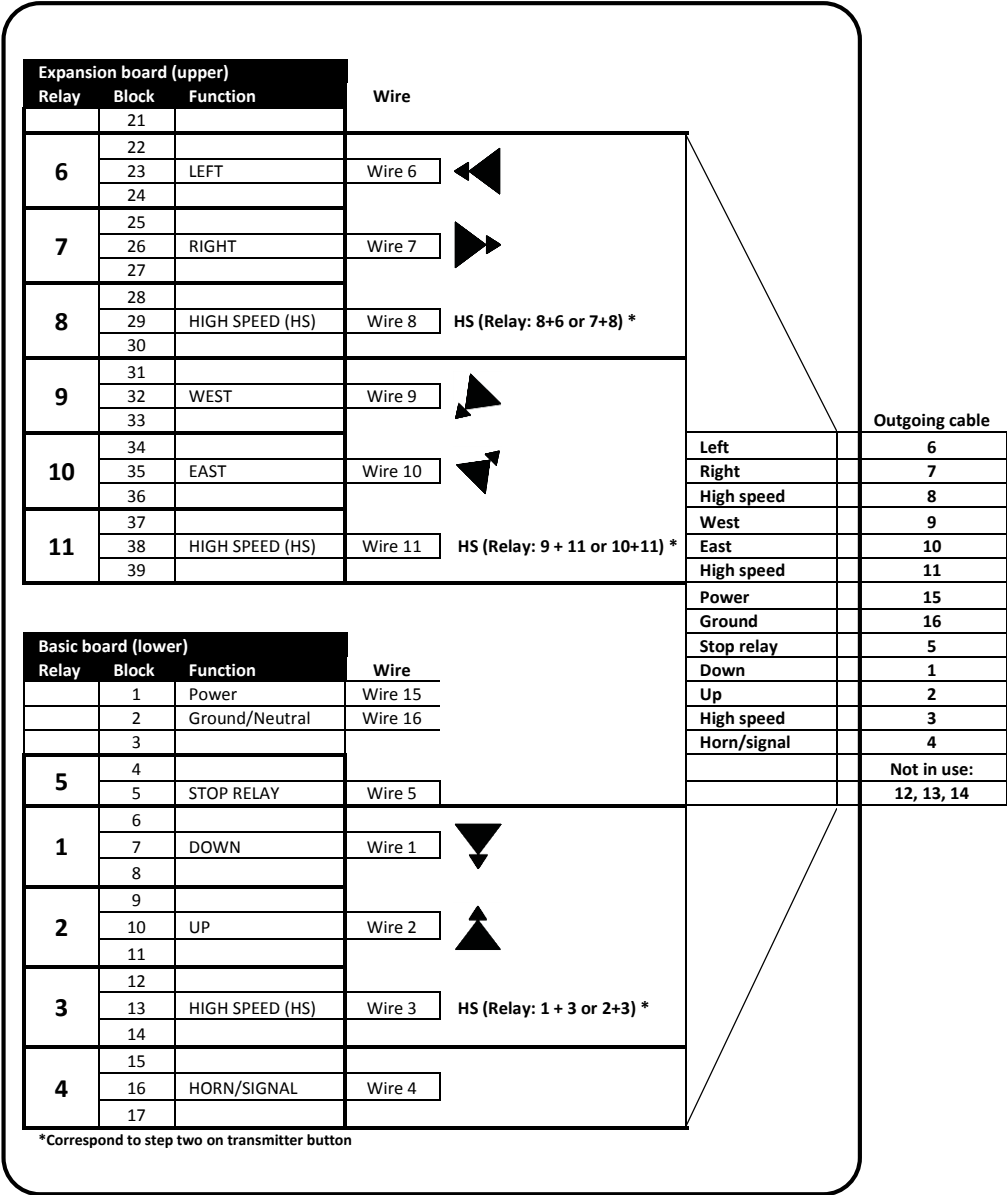 Expansion board (upper)
Relay Block Function Wire
21
22
6 23 LEFT Wire 6
24
25
7 26 RIGHT Wire 7
27
28
8 29 HIGH SPEED (HS) Wire 8 HS (Relay: 8+6 or 7+8) *
30
31
9 32 WEST Wire 9
33
Outgoing cable
34
Left 6
10 35 EAST Wire 10
Right 7
36
High speed 8
37
West 9
11 38 HIGH SPEED (HS) Wire 11 HS (Relay: 9 + 11 or 10+11) *
East 10
39
High speed 11
Power 15
Ground 16
Basic board (lower)
Stop relay 5
Relay Block Function Wire
Down 1
1 Power Wire 15
Up 2
2 Ground/Neutral Wire 16
High speed 3
3
Horn/signal 4
4
Not in use:
5 5 STOP RELAY Wire 5
12, 13, 14
6
1 7 DOWN Wire 1
8
9
2 10 UP Wire 2
11
12
3 13 HIGH SPEED (HS) Wire 3 HS (Relay: 1 + 3 or 2+3) *
14
15
4 16 HORN/SIGNAL Wire 4
17
*Correspond to step two on transmitter button